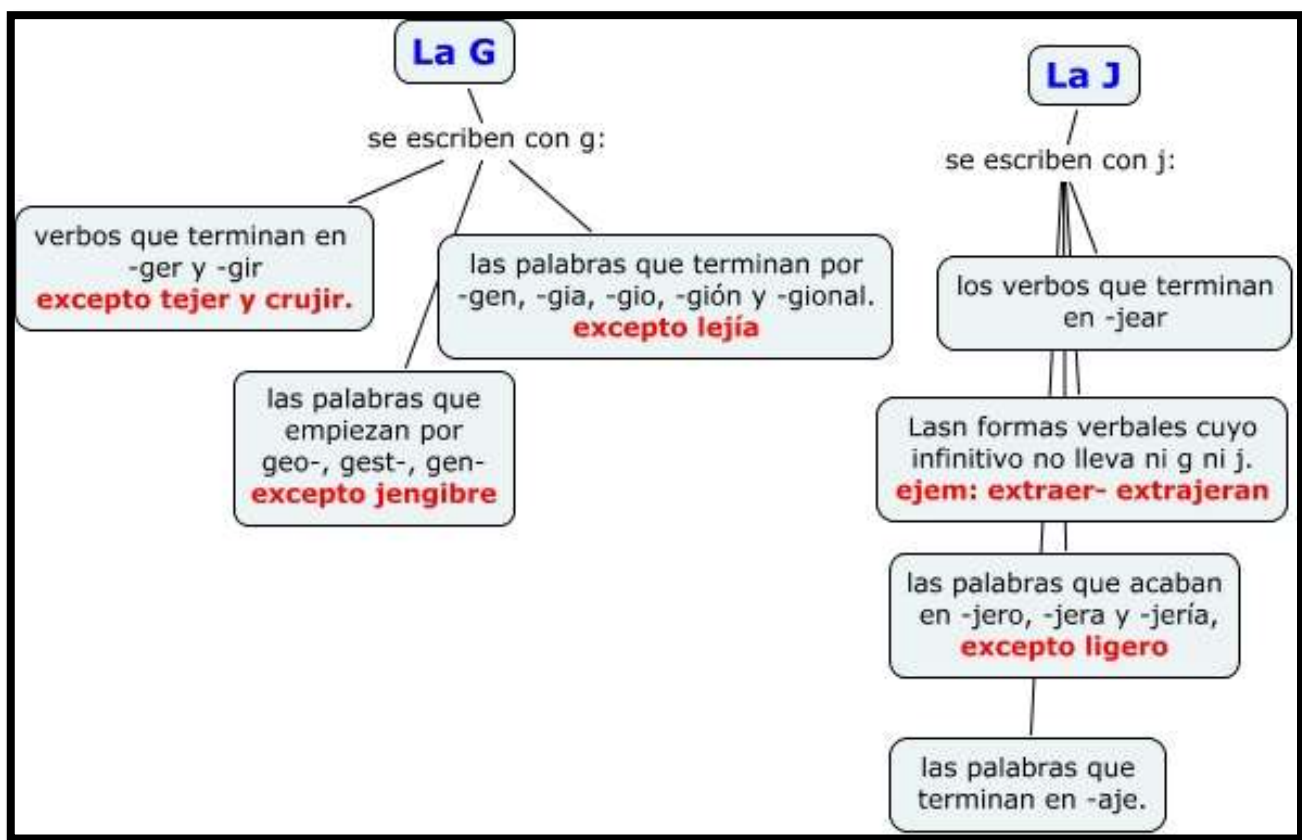 La G
se escriben con g:
verbos que terminan en
-ger y -gir
excepto tejer y crujir.
las palabras que terminan por
-gen, -gia, -gio, -gión y -gional.
excepto lejía
las palabras que
empiezan por
geo-, gest-, gen-
excepto jengibre
La J
se escriben con j:
los verbos que terminan
en -jear
Lasn formas verbales cuyo
infinitivo no lleva ni g ni j.
ejem: extraer- extrajeran
las palabras que acaban
en -jero, -jera y -jería,
excepto ligero
las palabras que
terminan en -aje.